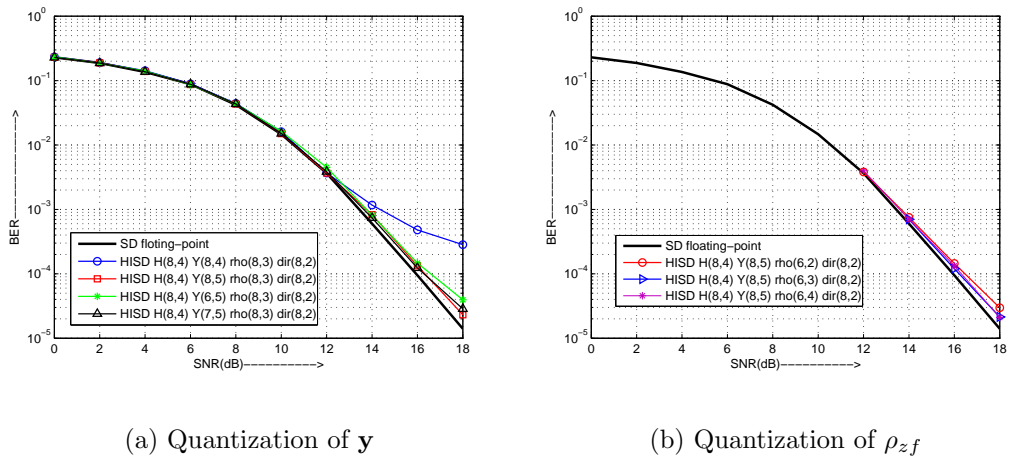 10^0
10^-1
10^-2
10^-3
10^-4
10^-5
BER---------->
SD floting-point
HISD H(8,4) Y(8,4) rho(8,3) dir(8,2)
HISD H(8,4) Y(8,5) rho(8,3) dir(8,2)
HISD H(8,4) Y(6,5) rho(8,3) dir(8,2)
HISD H(8,4) Y(7,5) rho(8,3) dir(8,2)
0 2 4 6 8 10 12 14 16 18
SNR(dB)---------->
(a) Quantization of y
10^0
10^-1
10^-2
10^-3
10^-4
10^-5
BER---------->
SD floating-point
HISD H(8,4) Y(8,5) rho(6,2) dir(8,2)
HISD H(8,4) Y(8,5) rho(6,3) dir(8,2)
HISD H(8,4) Y(8,5) rho(6,4) dir(8,2)
0 2 4 6 8 10 12 14 16 18
SNR(dB)---------->
(b) Quantization of ρ_zf